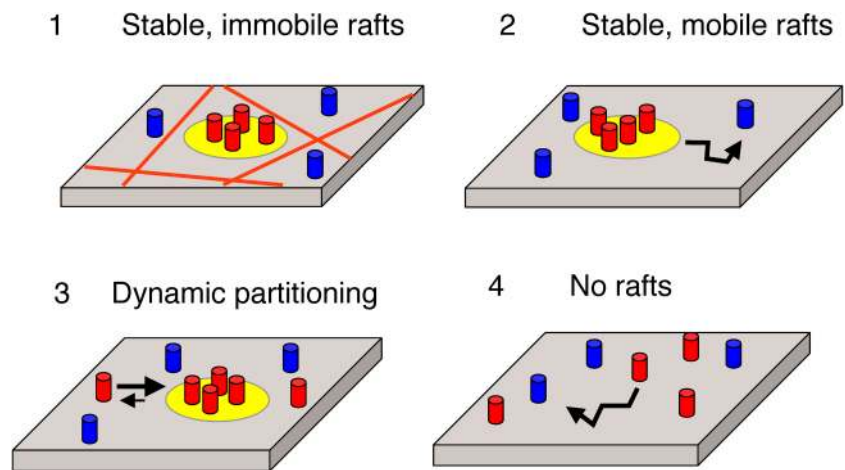 1 Stable, immobile rafts
2 Stable, mobile rafts
3 Dynamic partitioning
4 No rafts